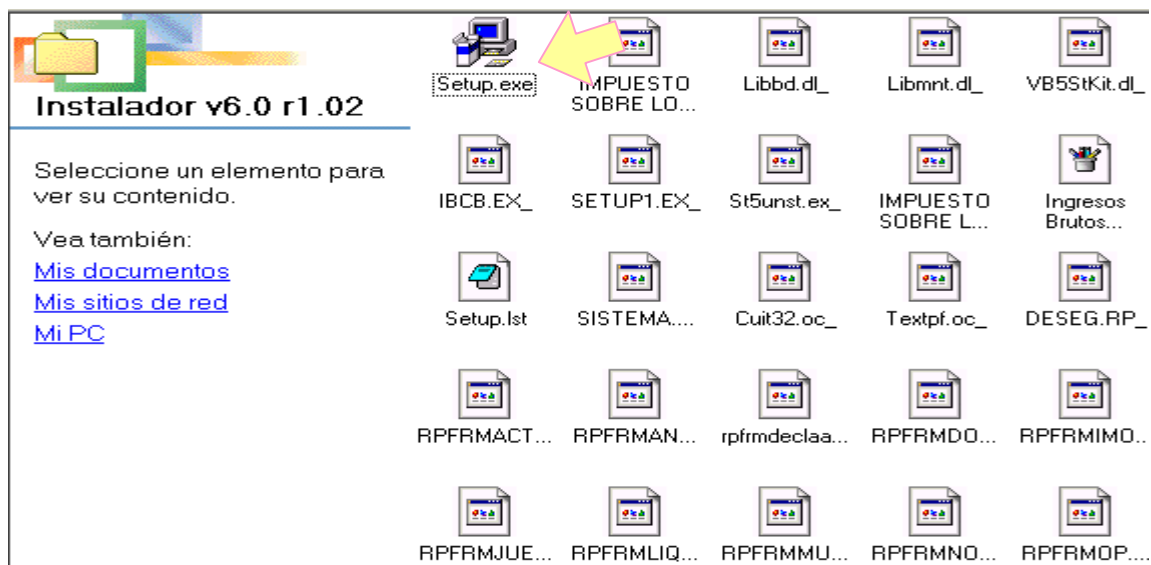 Instalador v6.0 r1.02
Seleccione un elemento para
ver su contenido.
Vea también:
Mis documentos
Mis sitios de red
Mi PC
Setup.exe
IMPUESTO
SOBRE LO...
Libbd.dl_
Libmnt.dl_
VB5StKit.dl_
IBCB.EX_
SETUP1.EX_
St5unst.ex_
IMPUESTO
SOBRE L...
Ingresos
Brutos...
Setup.lst
SISTEMA....
Cuit32.oc_
Textpf.oc_
DESEG.RP_
RPFRMACT...
RPFRMAN...
rpfrmdeclaa...
RPFRMDO...
RPFRMIMO...
RPFRMJUE...
RPFRMLIQ...
RPFRMMU...
RPFRMNO...
RPFRMOP....